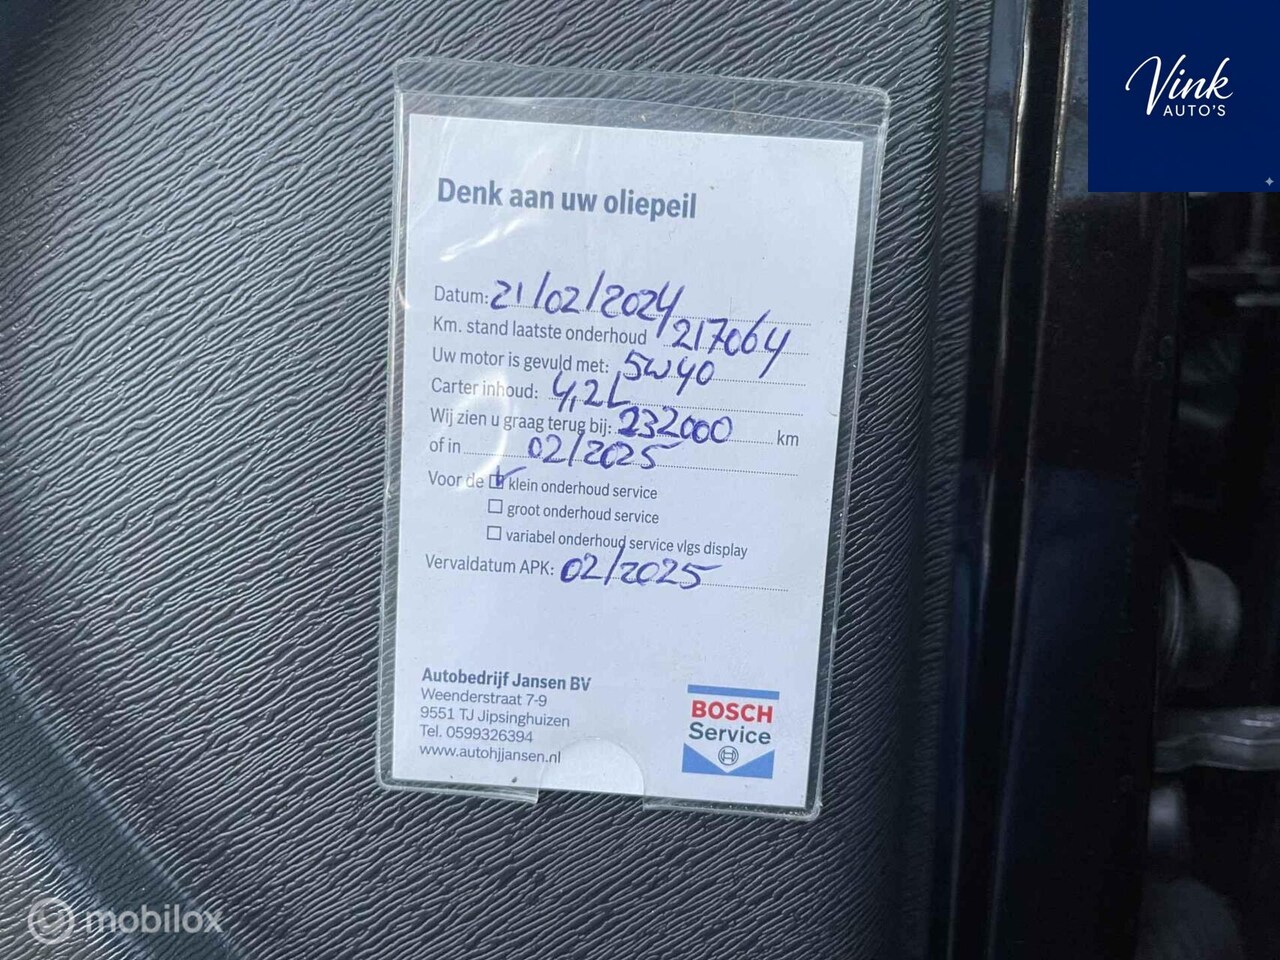 Vink
AUTO'S
Denk aan uw oliepeil
Datum: 21/02/2024
Km. stand laatste onderhoud 217064
Uw motor is gevuld met: 5W40
Carter inhoud: 4,2L
Wij zien u graag terug bij: 232000 km
of in 02/2025
Voor de klein onderhoud service
groot onderhoud service
variabel onderhoud service vlgs display
Vervaldatum APK: 02/2025
Autobedrijf Jansen BV
Weenderstraat 7-9
9551 TJ Jipsinghuizen
Tel. 0599326394
www.autohjjansen.nl
BOSCH
Service
mobilox